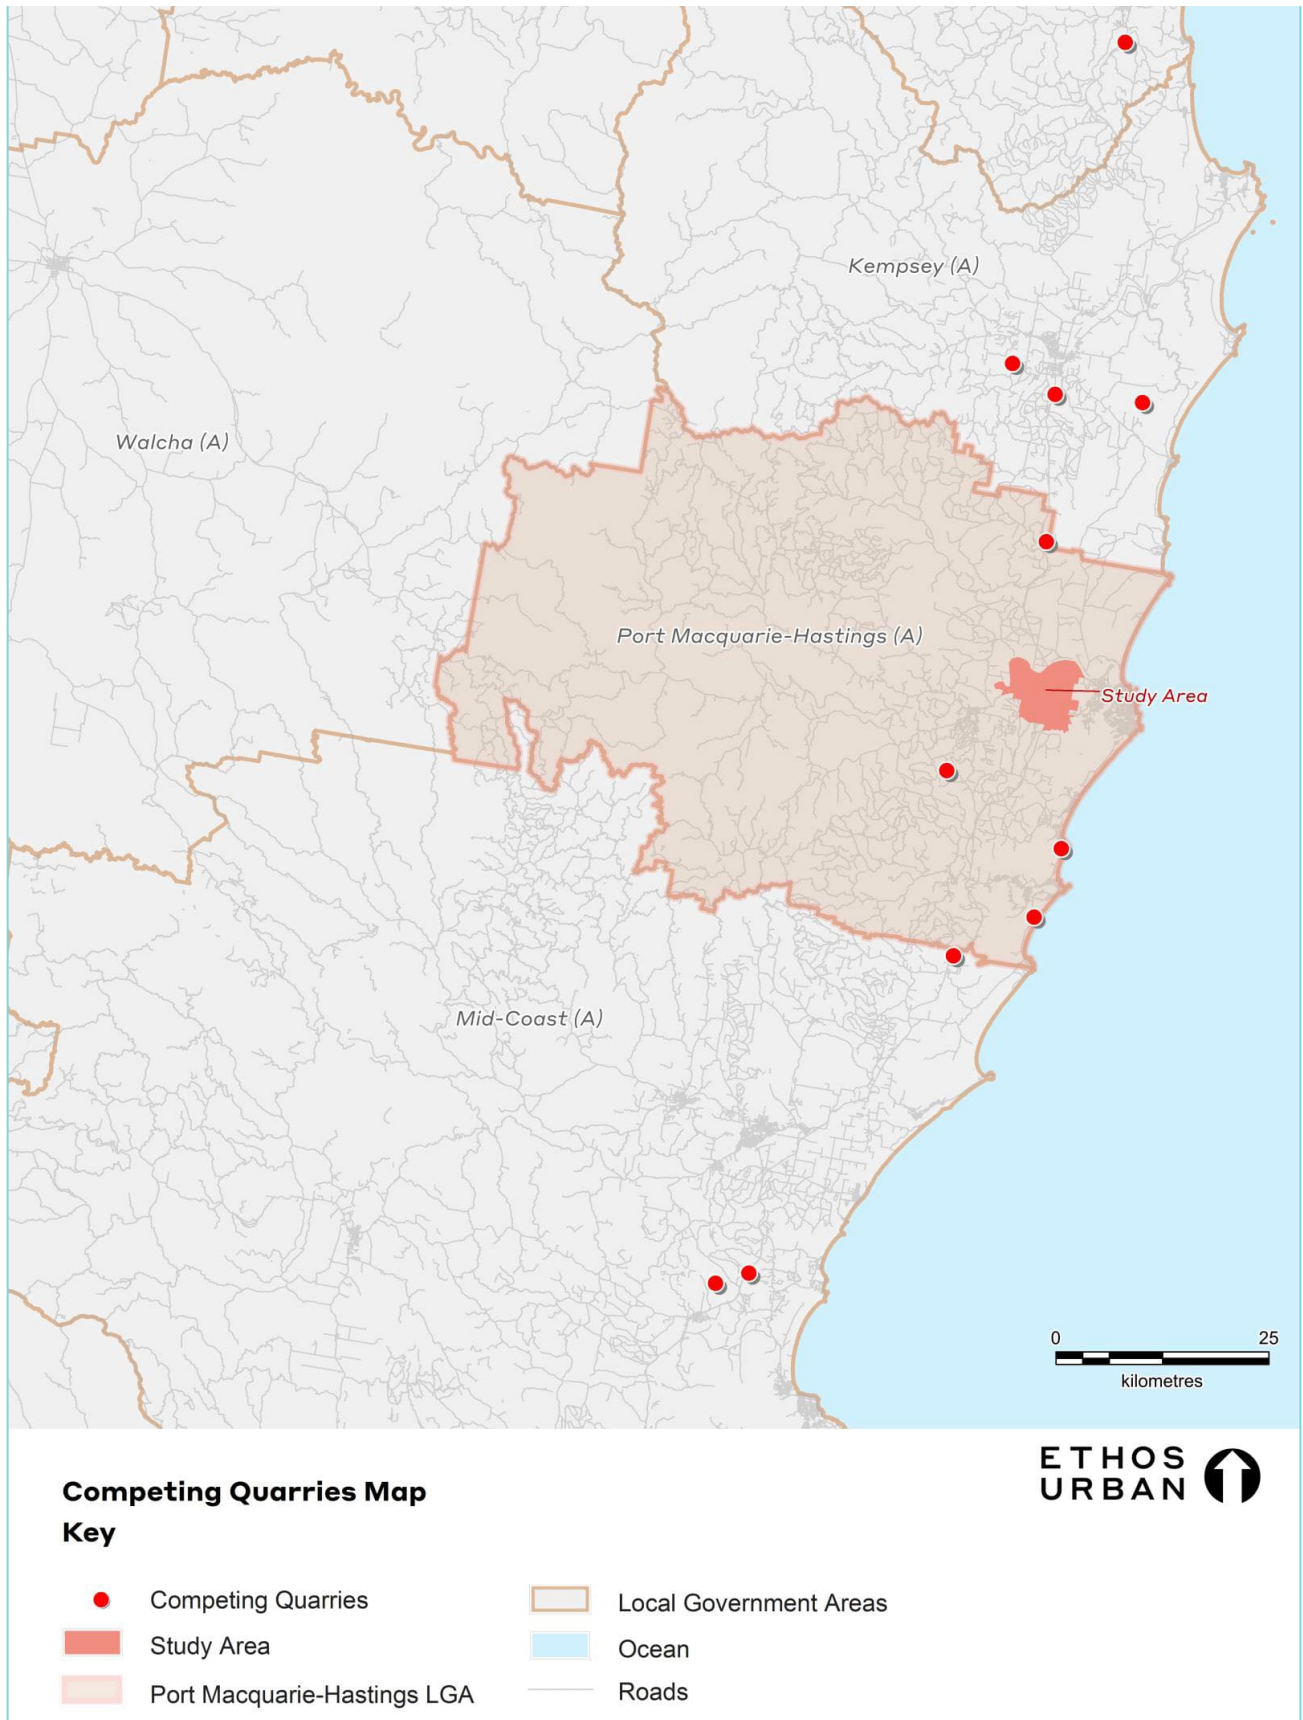 Kempsey (A)
Walcha (A)
Port Macquarie-Hastings (A)
Study Area
Mid-Coast (A)
0 25
kilometres
ETHOS
URBAN
Competing Quarries Map
Key
Competing Quarries
Study Area
Port Macquarie-Hastings LGA
Local Government Areas
Ocean
Roads